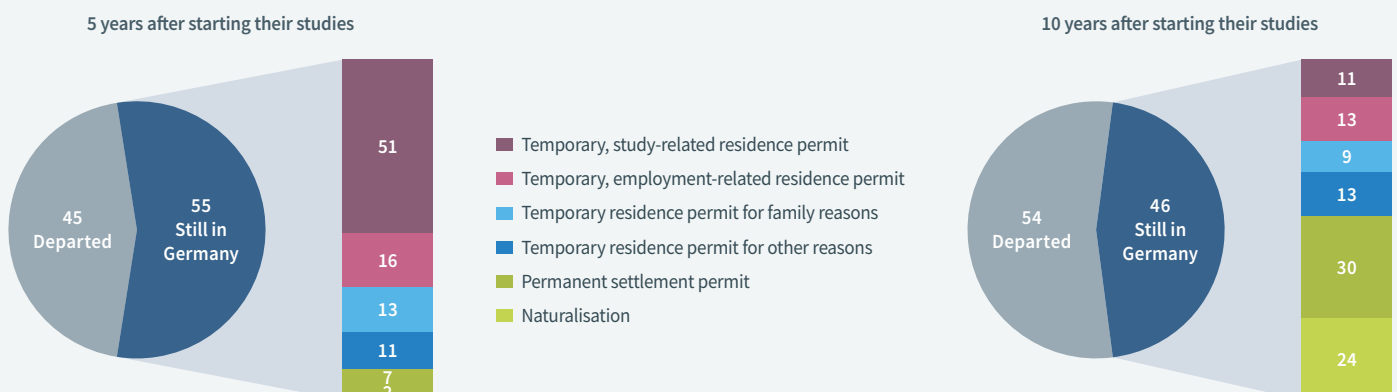 5 years after starting their studies
45
Departed
55
Still in
Germany
51
16
13
11
7
Temporary, study-related residence permit
Temporary, employment-related residence permit
Temporary residence permit for family reasons
Temporary residence permit for other reasons
Permanent settlement permit
Naturalisation
10 years after starting their studies
54
Departed
46
Still in
Germany
11
13
9
13
30
24